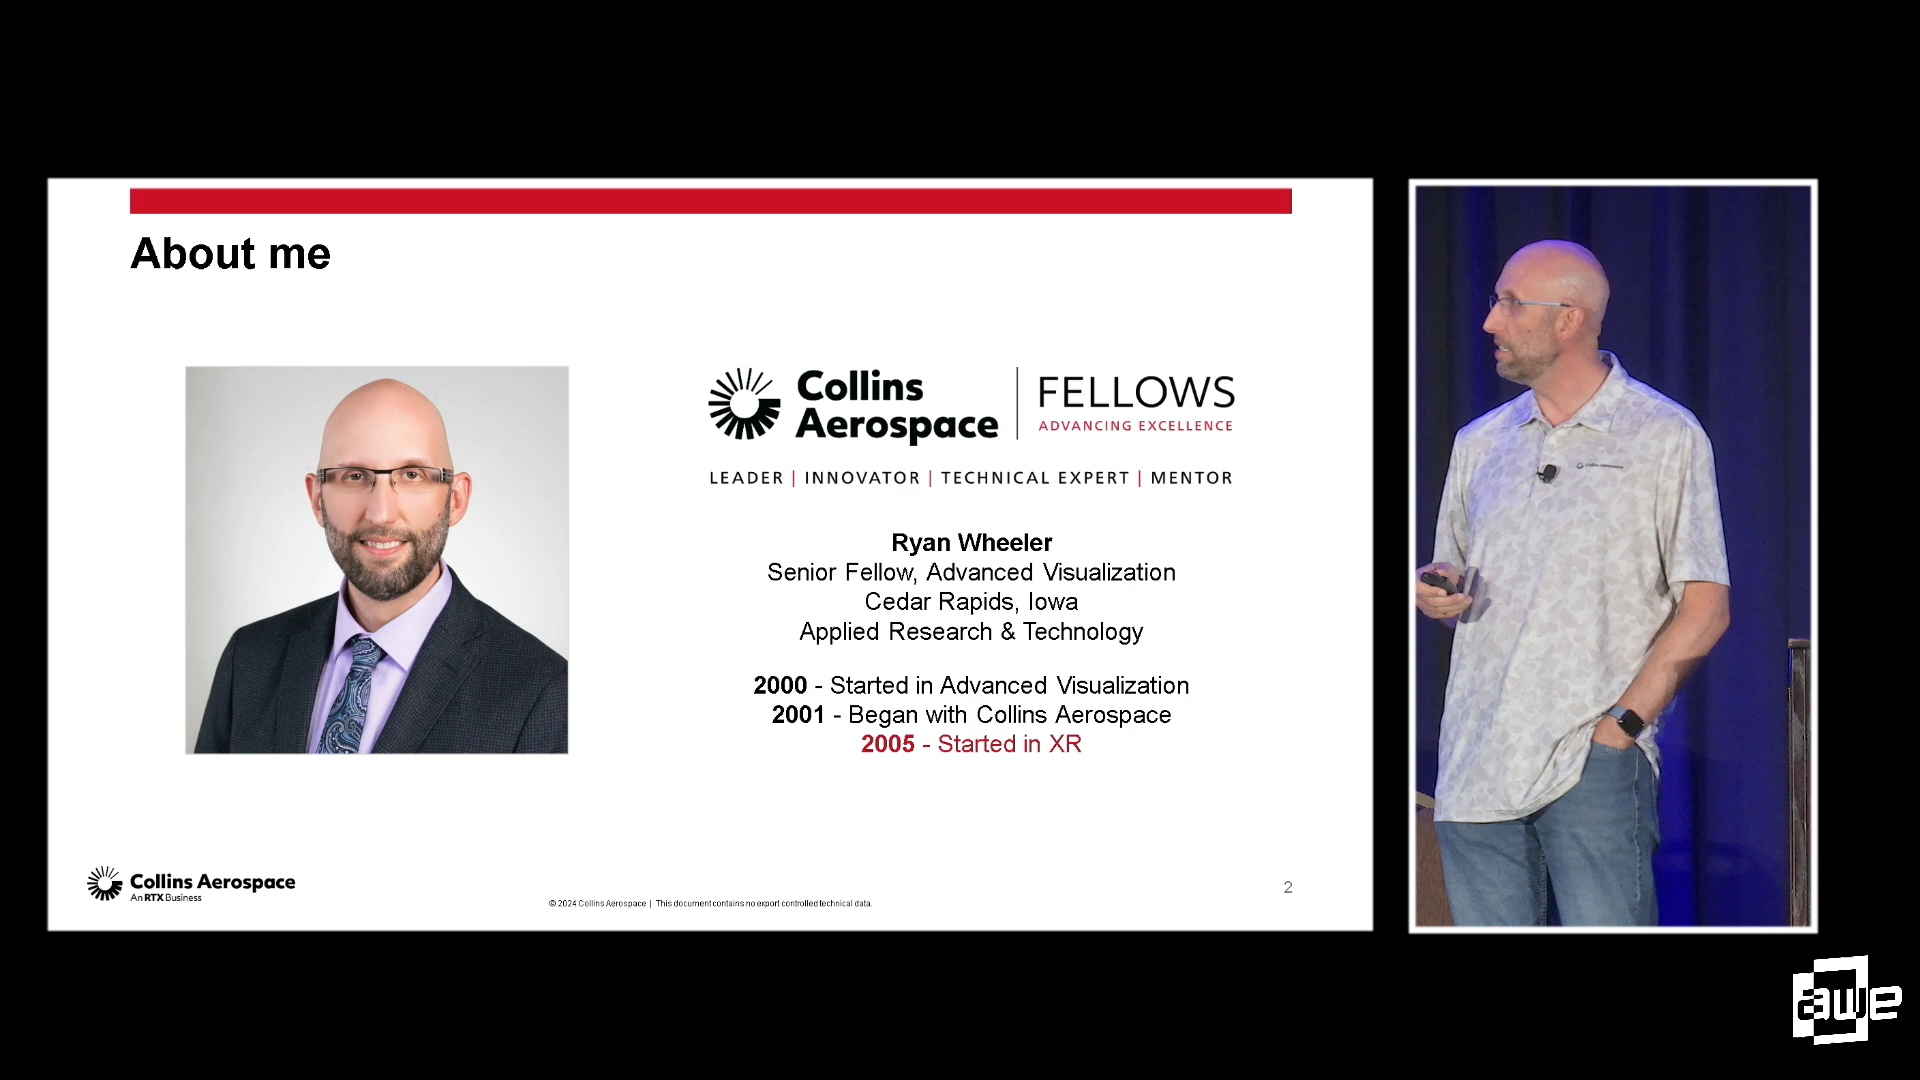 About me
Collins
Aerospace
FELLOWS
ADVANCING EXCELLENCE
LEADER | INNOVATOR | TECHNICAL EXPERT | MENTOR
Ryan Wheeler
Senior Fellow, Advanced Visualization
Cedar Rapids, Iowa
Applied Research & Technology
2000 - Started in Advanced Visualization
2001 - Began with Collins Aerospace
2005 - Started in XR
Collins Aerospace
An RTX Business
© 2024 Collins Aerospace | This document contains no export controlled technical data.
2
Collins Aerospace
awe